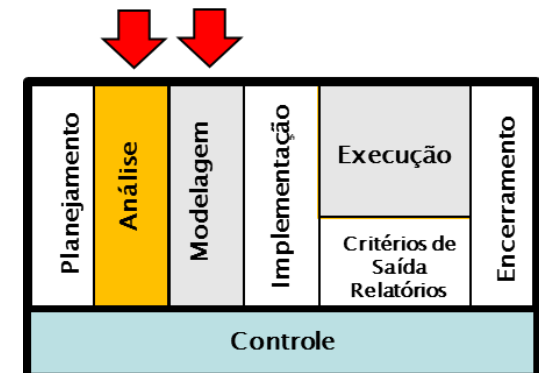 Planejamento
Análise
Modelagem
Implementação
Execução
Critérios de
Saída
Relatórios
Encerramento
Controle